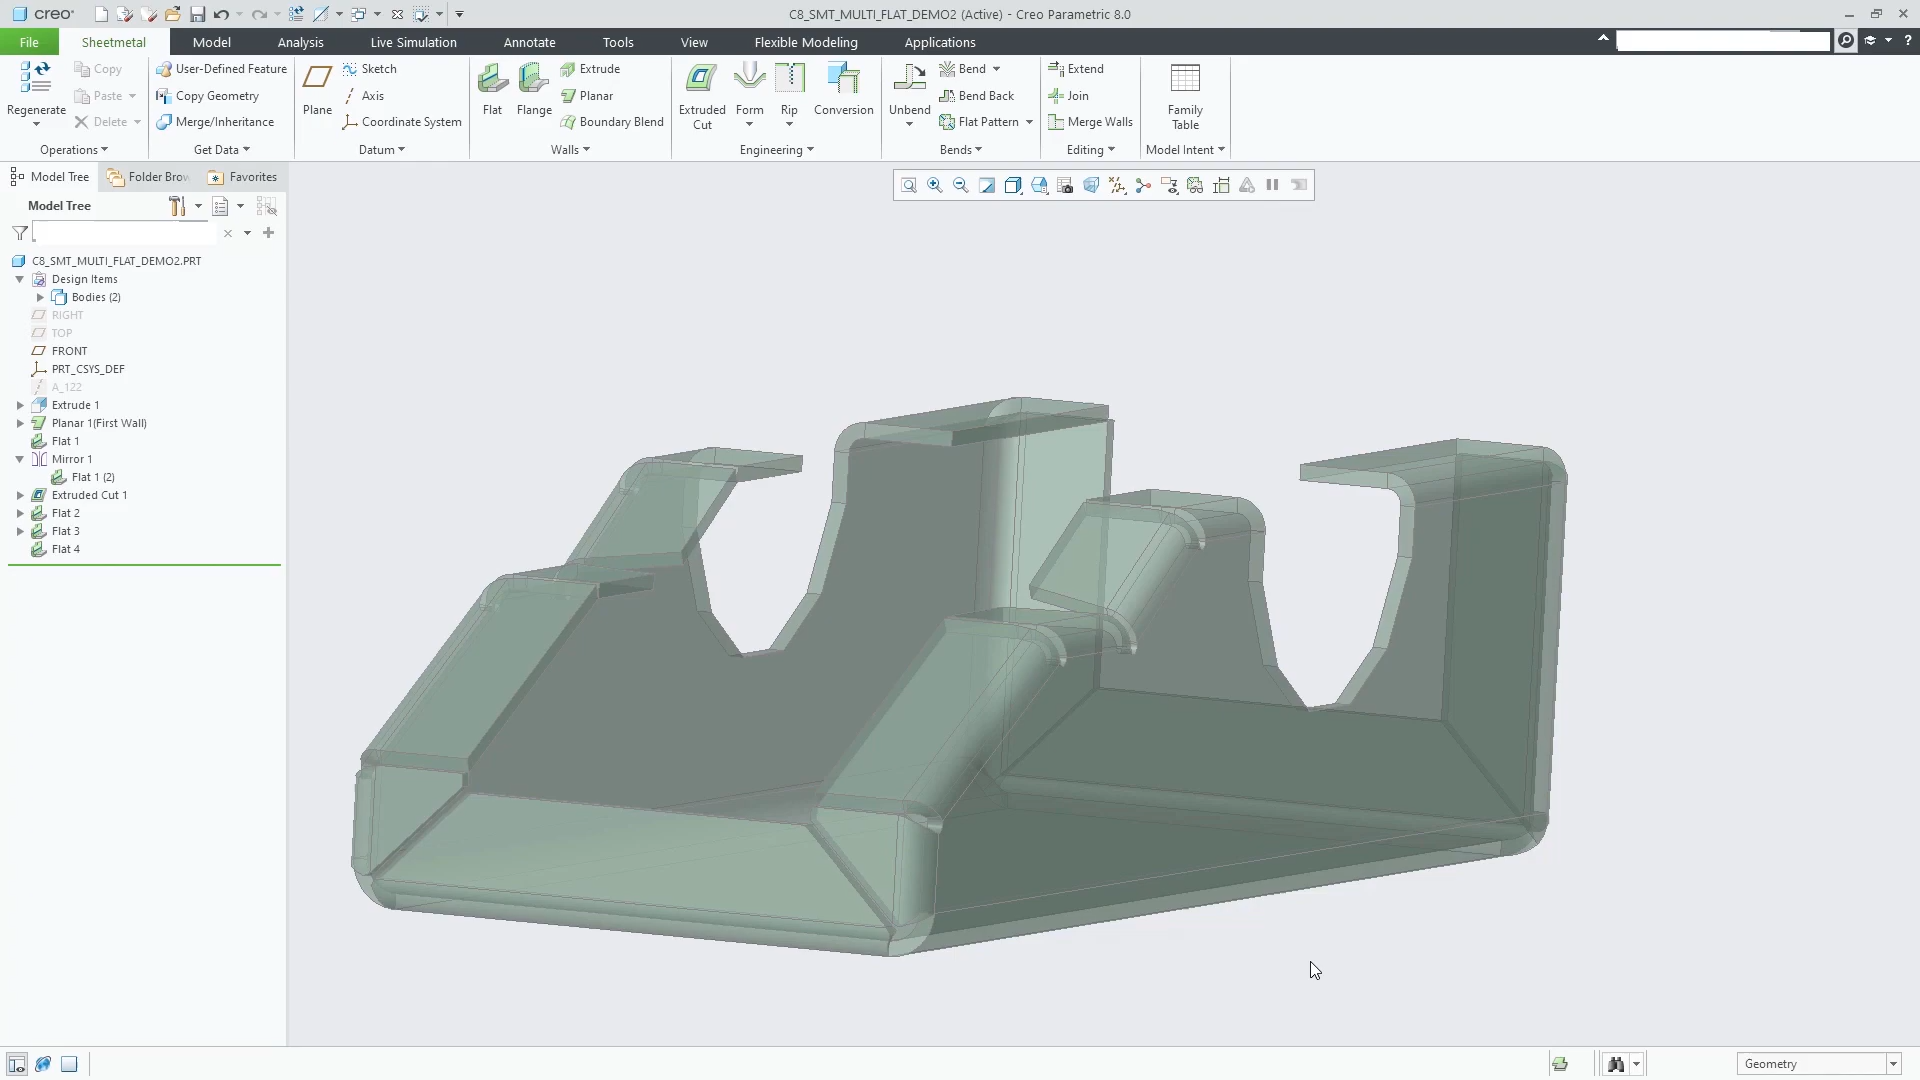 creo
C8_SMT_MULTI_FLAT_DEMO2 (Active) - Creo Parametric 8.0
File Sheetmetal Model Analysis Live Simulation Annotate Tools View Flexible Modeling Applications
Regenerate
Copy
Paste
Delete
Operations
User-Defined Feature
Copy Geometry
Merge/Inheritance
Get Data
Plane
Sketch
Axis
Coordinate System
Datum
Flat
Flange
Extrude
Planar
Boundary Blend
Walls
Extruded
Cut
Form
Rip
Conversion
Engineering
Unbend
Bend
Bend Back
Flat Pattern
Bends
Extend
Join
Merge Walls
Editing
Family
Table
Model Intent
Model Tree Folder Brow Favorites
Model Tree
C8_SMT_MULTI_FLAT_DEMO2.PRT
Design Items
Bodies (2)
RIGHT
TOP
FRONT
PRT_CSYS_DEF
A_122
Extrude 1
Planar 1(First Wall)
Flat 1
Mirror 1
Flat 1 (2)
Extruded Cut 1
Flat 2
Flat 3
Flat 4
Geometry